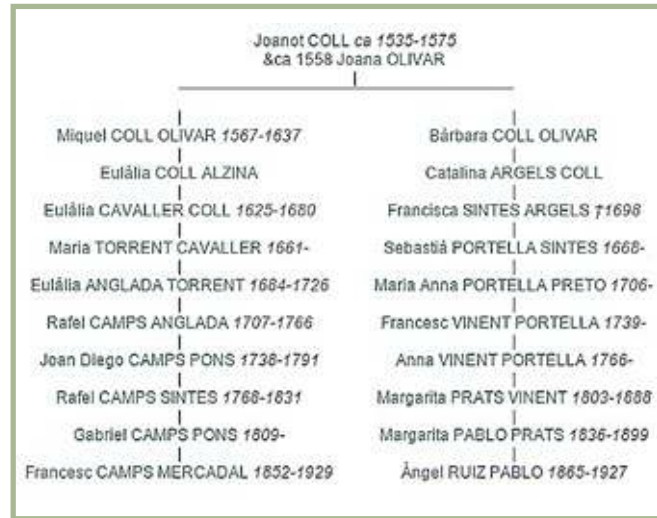 Joanot COLL ca 1535-1575
&ca 1558 Joana OLIVAR
Miquel COLL OLIVAR 1567-1637
Eulàlia COLL ALZINA
Eulàlia CAVALLER COLL 1625-1680
Maria TORRENT CAVALLER 1661-
Eulàlia ANGLADA TORRENT 1684-1726
Rafel CAMPS ANGLADA 1707-1766
Joan Diego CAMPS PONS 1738-1791
Rafel CAMPS SINTES 1768-1831
Gabriel CAMPS PONS 1809-
Francesc CAMPS MERCADAL 1852-1929
Bàrbara COLL OLIVAR
Catalina ARGELS COLL
Francisca SINTES ARGELS †1698
Sebastià PORTELLA SINTES 1668-
Maria Anna PORTELLA PRETO 1706-
Francesc VINENT PORTELLA 1739-
Anna VINENT PORTELLA 1766-
Margarita PRATS VINENT 1803-1888
Margarita PABLO PRATS 1836-1899
Àngel RUIZ PABLO 1865-1927